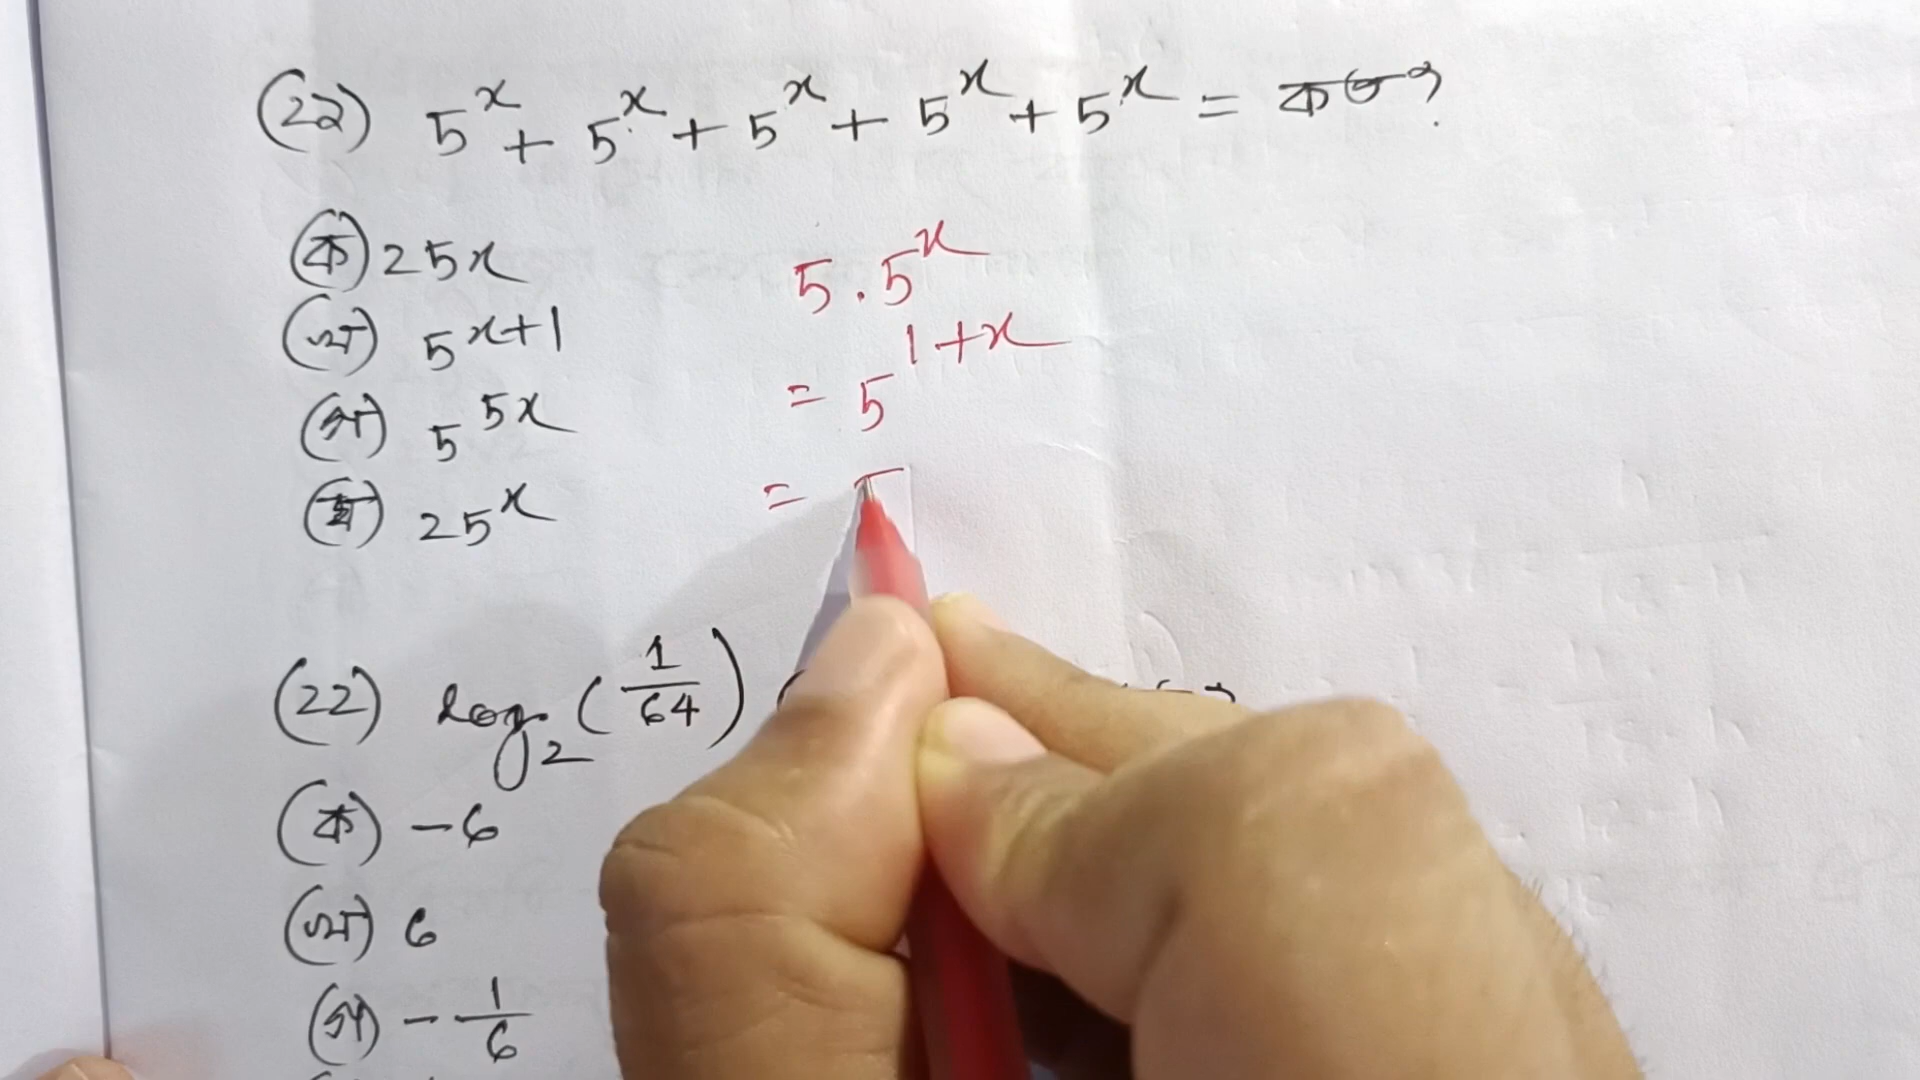 (22) 5^x + 5^x + 5^x + 5^x + 5^x = কত?
(ক) 25x
(খ) 5^{x+1}
(গ) 5^{5x}
(ঘ) 25^x
5.5^x
= 5^{1+x}
=
(22) log_2 (1/64)
(ক) -6
(খ) 6
(গ) -1/6